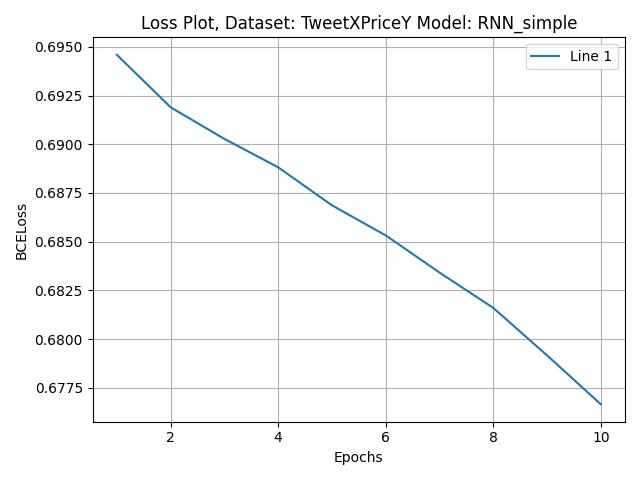 Loss Plot, Dataset: TweetXPriceY Model: RNN_simple
Line 1
BCELoss
0.6950
0.6925
0.6900
0.6875
0.6850
0.6825
0.6800
0.6775
2 4 6 8 10
Epochs